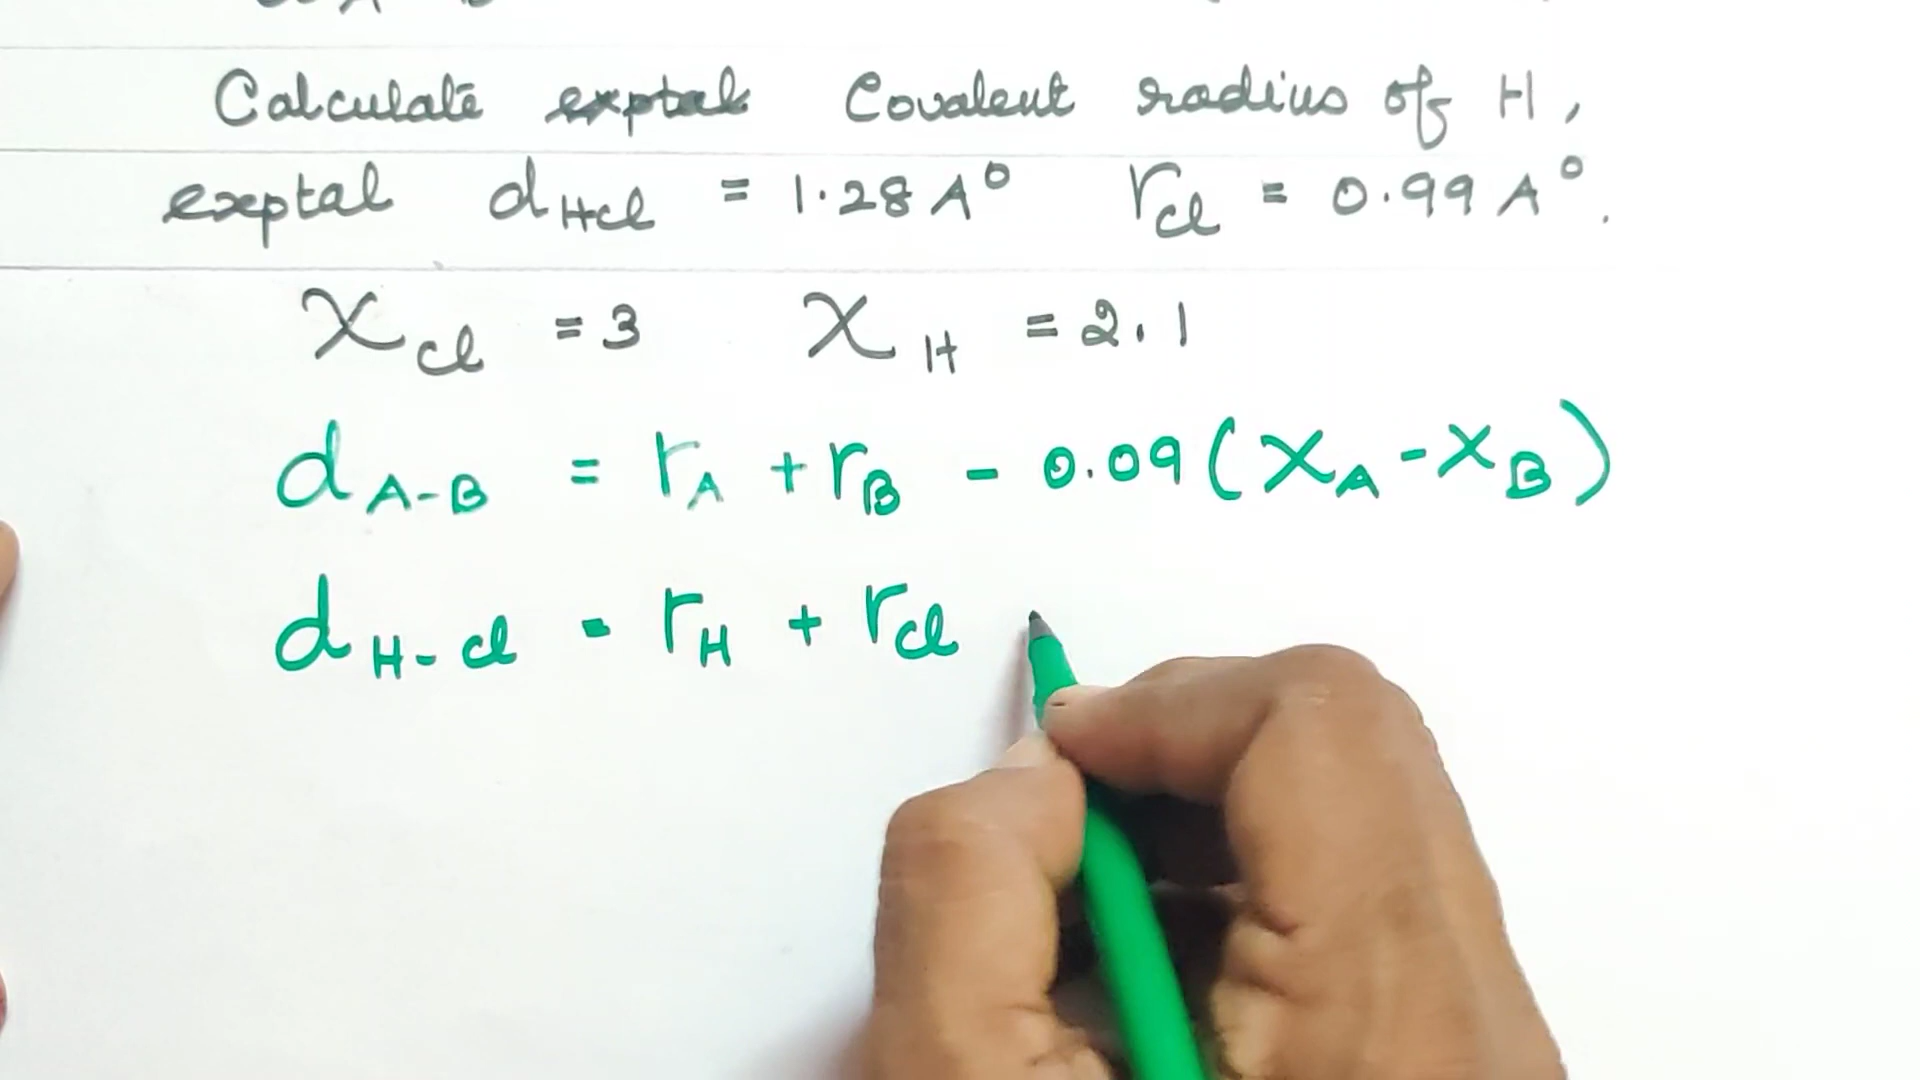 Calculate exptal Covalent radius of H,
exptal d HCl = 1.28 A° rCl = 0.99 A°.
XCl = 3 XH = 2.1
dA-B = rA + rB - 0.09 (XA - XB)
dH-Cl = rH + rCl